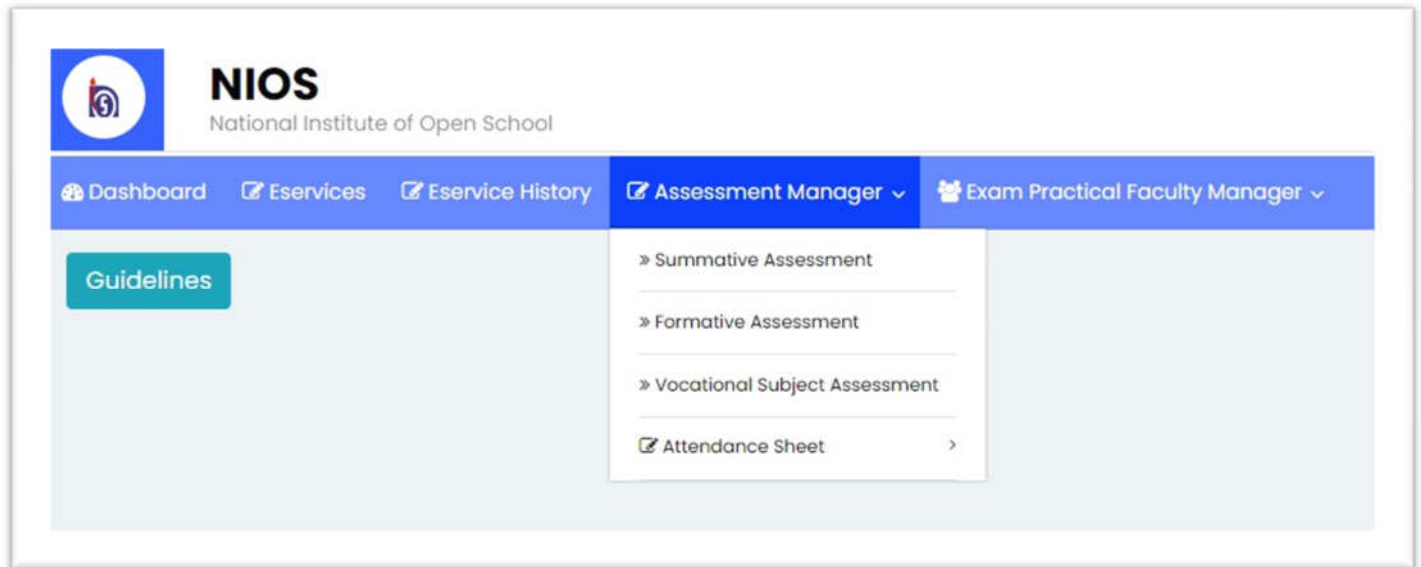 NIOS
National Institute of Open School
Dashboard Eservices Eservice History Assessment Manager Exam Practical Faculty Manager
Guidelines
» Summative Assessment
» Formative Assessment
» Vocational Subject Assessment
Attendance Sheet